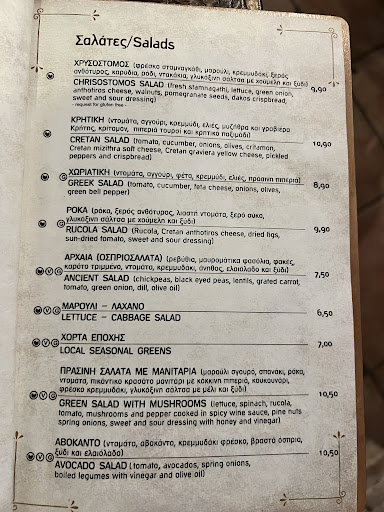 Σαλάτες/Salads
ΧΡΥΣΟΣΤΟΜΟΣ (φρέσκο σταμναγκάθι, μαρούλι, κρεμμυδάκι, ξερός
ανθότυρος, καρύδια, ρόδι, ντακάκια, γλυκόξινη σάλτσα με χούμελη και ξύδι)
CHRISOSTOMOS SALAD (fresh stamnagathi, lettuce, green onion, 9,90
anthotiros cheese, walnuts, pomegranate seeds, dakos crispbread,
sweet and sour dressing)
- request for gluten free -
ΚΡΗΤΙΚΗ (ντομάτα, αγγούρι, κρεμμύδι, ελιές, μυζήθρα και γραβιέρα
Κρήτης, κρίταμον, πιπεριά τουρσί και κρητικό παξιμάδι)
CRETAN SALAD (tomato, cucumber, onions, olives, critamon, 10,90
Cretan mizithra soft cheese, Cretan graviera yellow cheese, pickled
peppers and crispbread)
ΧΩΡΙΑΤΙΚΗ (ντομάτα, αγγούρι, φέτα, κρεμμύδι, ελιές, πράσινη πιπεριά)
GREEK SALAD (tomato, cucumber, feta cheese, onions, olives, 8,90
green bell pepper)
ΡΟΚΑ (ρόκα, ξερός ανθότυρος, λιαστή ντομάτα, ξερό σύκο,
γλυκόξινη σάλτσα με χούμελη και ξύδι)
RUCOLA SALAD (Rucola, Cretan anthotiros cheese, dried figs, 9,90
sun-dried tomato, sweet and sour dressing)
ΑΡΧΑΙΑ (ΟΣΠΡΙΟΣΑΛΑΤΑ) (ρεβύθια, μαυρομάτικα φασόλια, φακές,
καρότο τριμμένο, ντομάτα, κρεμμυδάκι, άνηθος, ελαιόλαδο και ξύδι)
ANCIENT SALAD (chickpeas, black eyed peas, lentils, grated carrot, 7,50
tomato, green onion, dill, olive oil)
ΜΑΡΟΥΛΙ - ΛΑΧΑΝΟ
LETTUCE - CABBAGE SALAD 6,50
ΧΟΡΤΑ ΕΠΟΧΗΣ 7,00
LOCAL SEASONAL GREENS
ΠΡΑΣΙΝΗ ΣΑΛΑΤΑ ΜΕ ΜΑΝΙΤΑΡΙΑ (μαρούλι σγουρό, σπανάκι, ρόκα,
ντομάτα, πικάντικο κρασάτο μανιτάρι με κόκκινη πιπεριά, κουκουνάρι,
φρέσκο κρεμμυδάκι, γλυκόξινη σάλτσα με μέλι και ξύδι)
GREEN SALAD WITH MUSHROOMS (lettuce, spinach, rucola, 10,50
tomato, mushrooms and pepper cooked in spicy wine sauce, pine nuts
spring onions, sweet and sour dressing with honey and vinegar)
ΑΒΟΚΑΝΤΟ (ντομάτα, αβοκάντο, κρεμμυδάκι φρέσκο, βραστά όσπρια,
ξύδι και ελαιόλαδο) 10,50
AVOCADO SALAD (tomato, avocados, spring onions,
boiled legumes with vinegar and olive oil)